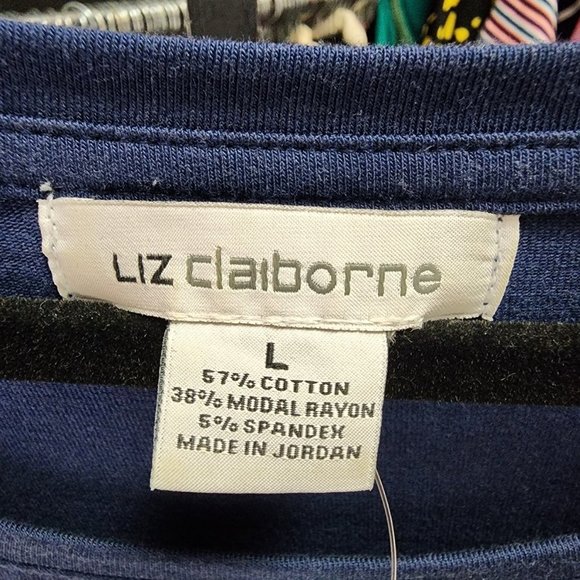 LIZ claiborne
L
57% COTTON
38% MODAL RAYON
5% SPANDEX
MADE IN JORDAN